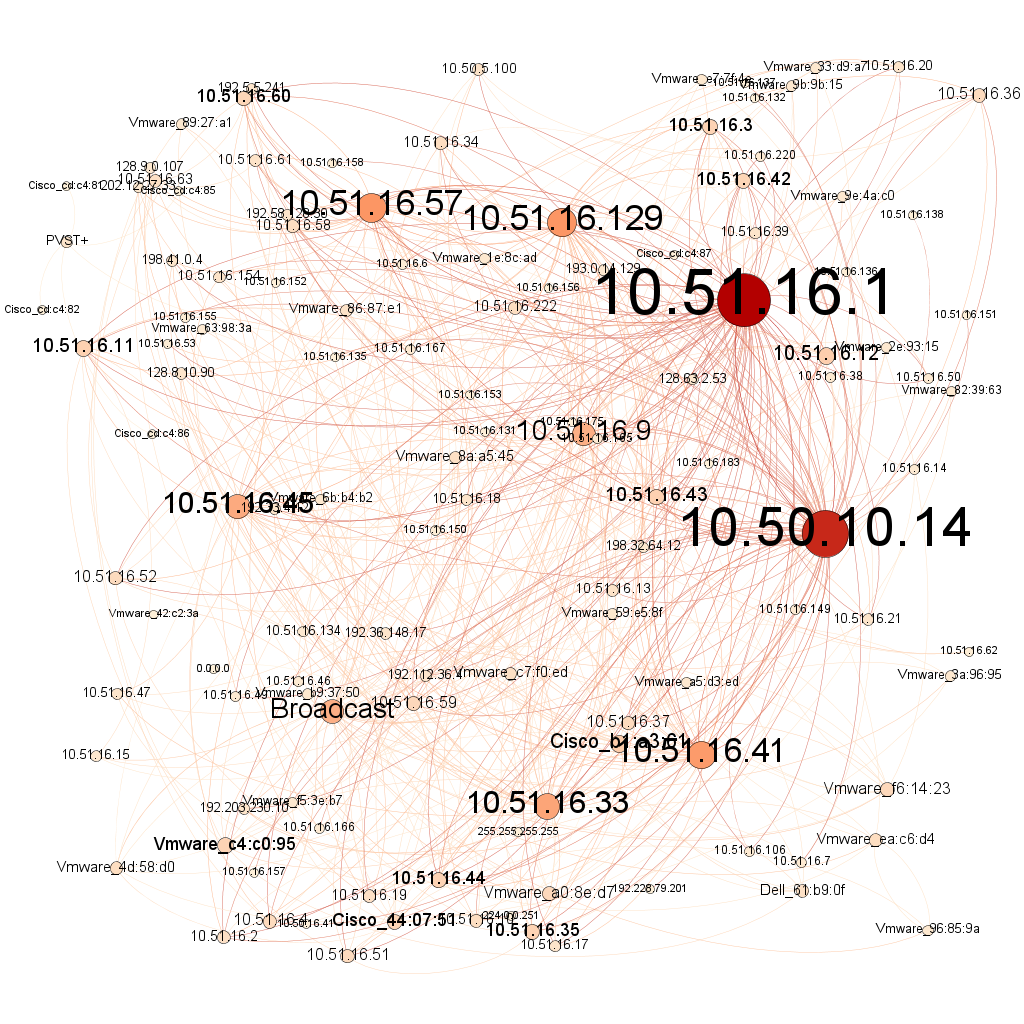 10.50.5.100
Vmware_33:d9:a7
10.51.16.20
Vmware_e7:7f:4e
10.51.16.137
Vmware_9b:9b:15
192.5.5.241
10.51.16.60
10.51.16.132
10.51.16.36
Vmware_89:27:a1
10.51.16.3
10.51.16.34
10.51.16.61
10.51.16.158
10.51.16.220
128.9.0.107
10.51.16.63
10.51.16.42
Cisco_cd:c4:81
Cisco_cd:c4:85
Vmware_9e:4a:c0
10.51.16.57
10.51.16.129
10.51.16.138
10.51.16.58
10.51.16.39
PVST+
Cisco_cd:c4:87
198.41.0.4
Vmware_1e:8c:ad
10.51.16.6
193.0.14.129
10.51.16.136
10.51.16.154
10.51.16.152
10.51.16.156
10.51.16.1
Cisco_cd:c4:82
Vmware_86:87:e1
10.51.16.222
10.51.16.155
10.51.16.151
Vmware_63:98:3a
10.51.16.11
10.51.16.53
10.51.16.135
10.51.16.167
10.51.16.12
Vmware_2e:93:15
128.8.10.90
128.63.2.53
10.51.16.38
10.51.16.50
Vmware_82:39:63
10.51.16.153
Cisco_cd:c4:86
10.51.16.131
10.51.16.9
10.51.16.175
10.51.16.165
Vmware_8a:a5:45
10.51.16.183
10.51.16.14
10.51.16.45
Vmware_6b:b4:b2
10.51.16.18
10.51.16.43
10.51.16.150
10.50.10.14
198.32.64.12
10.51.16.52
10.51.16.13
Vmware_42:c2:3a
Vmware_59:e5:8f
10.51.16.149
10.51.16.21
10.51.16.134
192.36.148.17
10.51.16.62
0.0.0.0
192.112.36.4
Vmware_c7:f0:ed
Vmware_3a:96:95
10.51.16.46
Vmware_a5:d3:ed
10.51.16.47
Vmware_b9:37:50
10.51.16.59
Broadcast
10.51.16.37
Cisco_b1:a3:61
10.51.16.41
10.51.16.15
Vmware_f6:14:23
Vmware_f5:3e:b7
192.203.230.10
10.51.16.33
10.51.16.166
255.255.255.255
Vmware_c4:c0:95
Vmware_ea:c6:d4
10.51.16.106
10.51.16.7
Vmware_4d:58:d0
10.51.16.157
10.51.16.44
10.51.16.19
Vmware_a0:8e:d7
192.228.79.201
Dell_61:b9:0f
10.51.16.4
10.50.16.41
Cisco_44:07:51
224.0.0.251
10.51.16.2
10.51.16.35
Vmware_96:85:9a
10.51.16.17
10.51.16.51